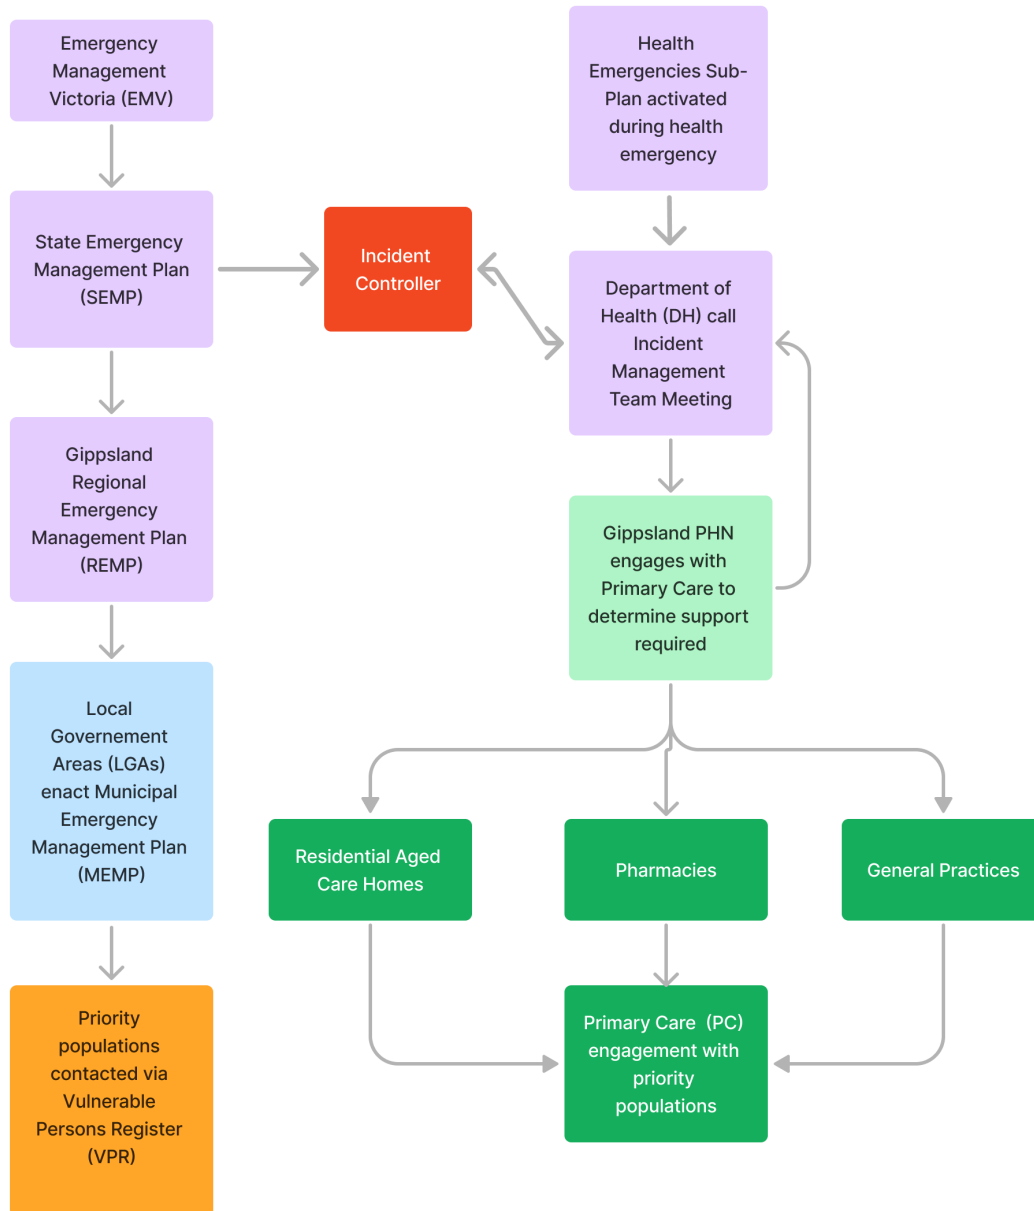 Emergency
Management
Victoria (EMV)
Health
Emergencies Sub-
Plan activated
during health
emergency
State Emergency
Management Plan
(SEMP)
Incident
Controller
Department of
Health (DH) call
Incident
Management
Team Meeting
Gippsland
Regional
Emergency
Management Plan
(REMP)
Gippsland PHN
engages with
Primary Care to
determine support
required
Local
Governement
Areas (LGAs)
enact Municipal
Emergency
Management Plan
(MEMP)
Residential Aged
Care Homes
Pharmacies
General Practices
Priority
populations
contacted via
Vulnerable
Persons Register
(VPR)
Primary Care (PC)
engagement with
priority
populations